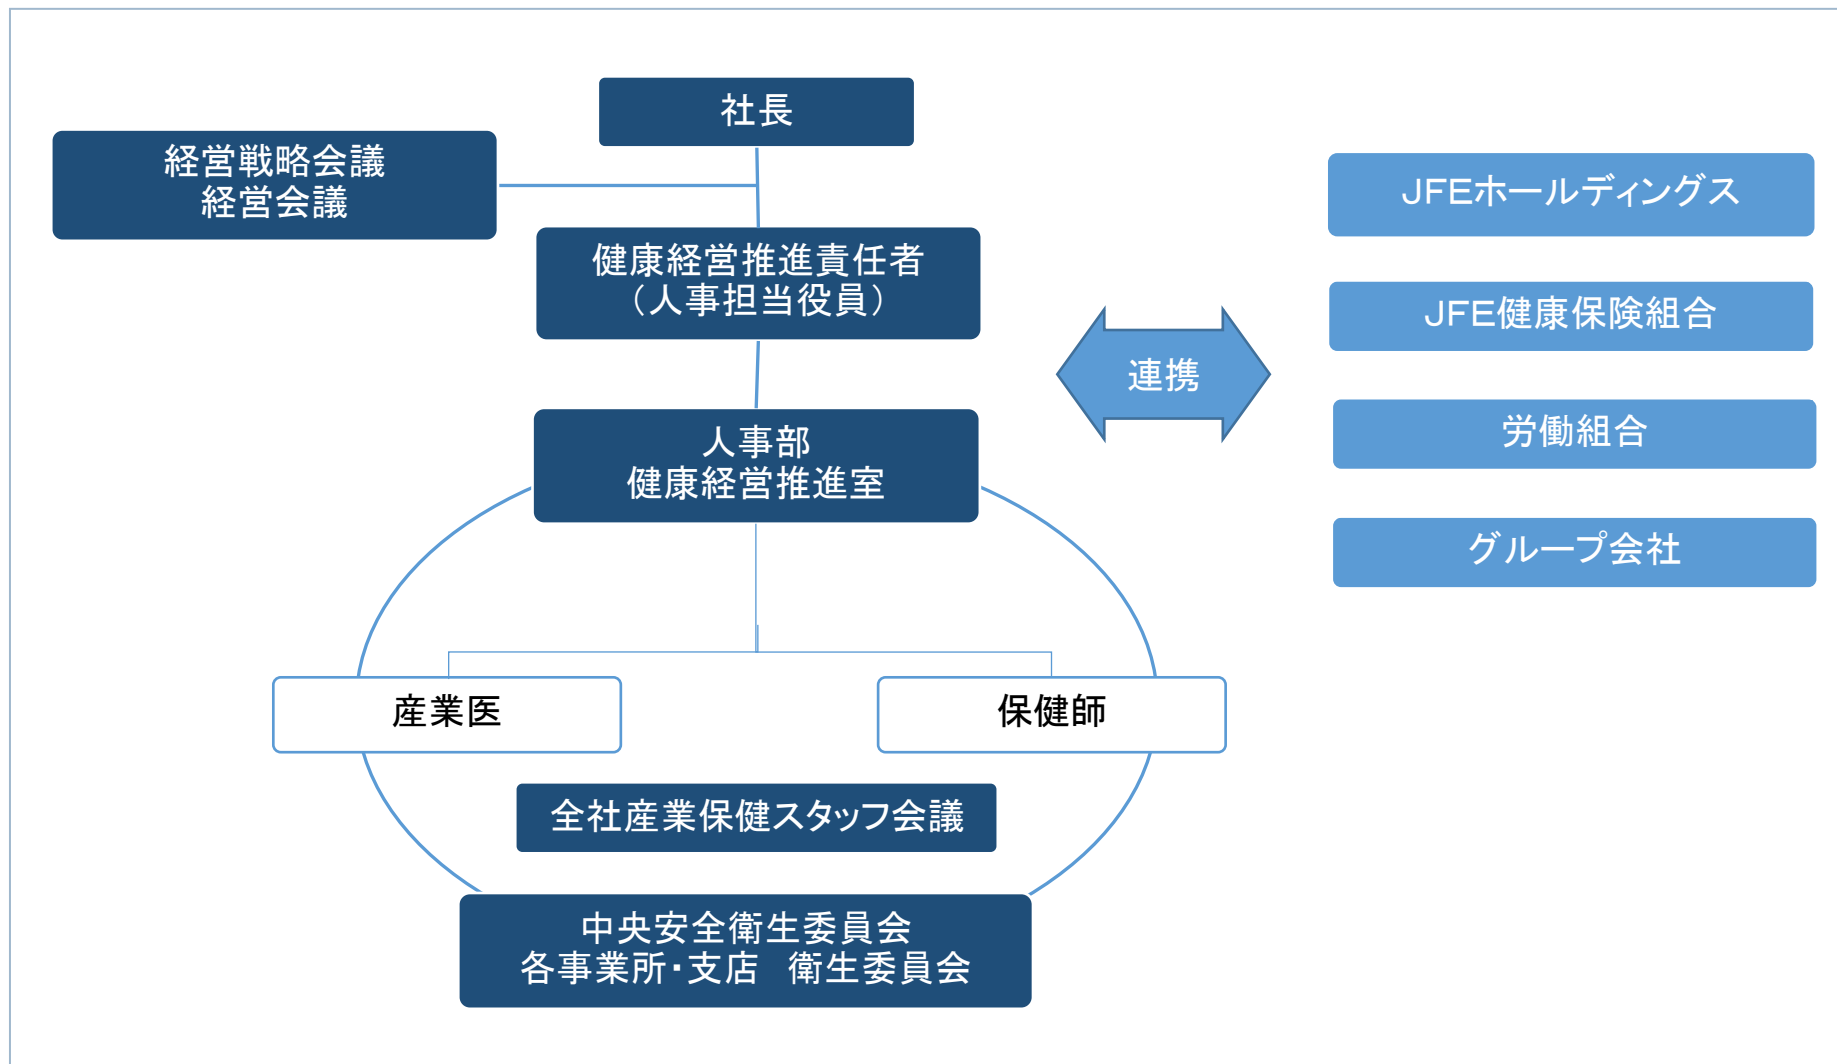 社長
経営戦略会議
経営会議
健康経営推進責任者
（人事担当役員）
人事部
健康経営推進室
産業医
保健師
全社産業保健スタッフ会議
中央安全衛生委員会
各事業所・支店　衛生委員会
連携
JFEホールディングス
JFE健康保険組合
労働組合
グループ会社